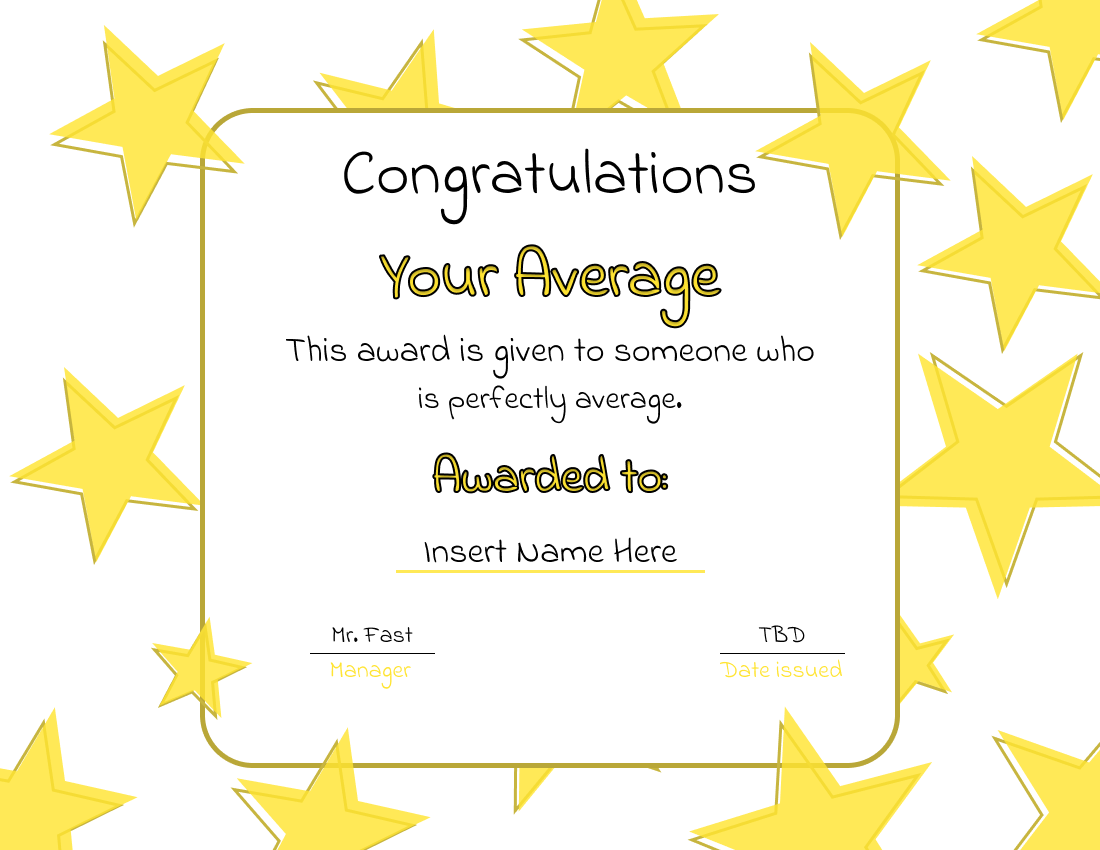 Congratulations
Your Average
This award is given to someone who
is perfectly average.
Awarded to:
Insert Name Here
Mr. Fast
TBD
Manager
Date issued